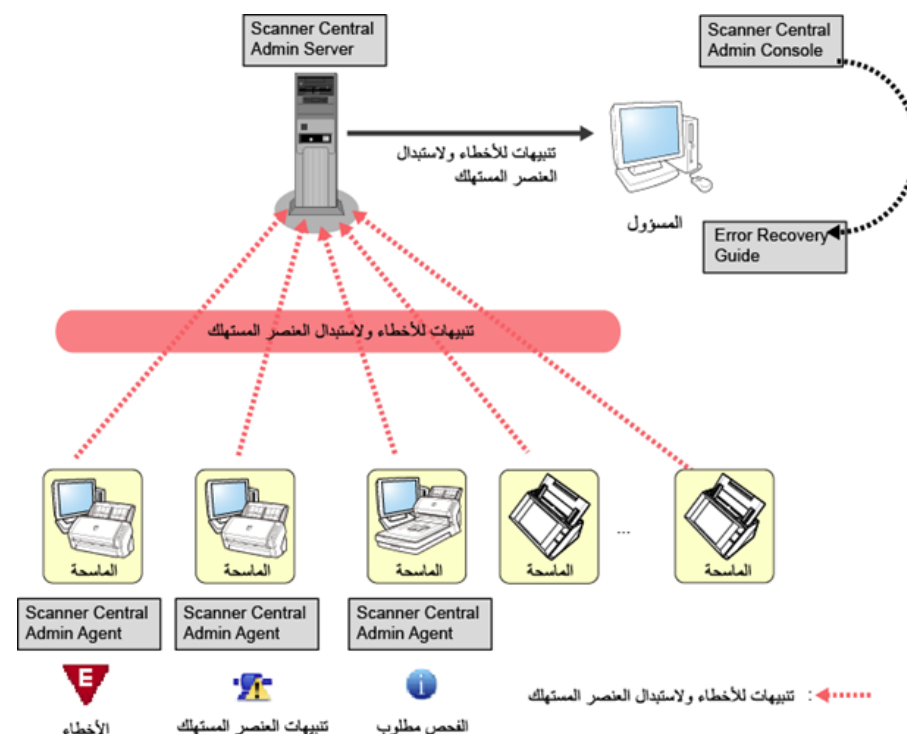 Scanner Central
Admin Server
Scanner Central
Admin Console
تنبيهات للأخطاء ولاستبدال
العنصر المستهلك
المسؤول
Error Recovery
Guide
تنبيهات للأخطاء ولاستبدال العنصر المستهلك
الماسحة
الماسحة
الماسحة
الماسحة
...
الماسحة
Scanner Central
Admin Agent
Scanner Central
Admin Agent
Scanner Central
Admin Agent
E
الأخطاء
تنبيهات العنصر المستهلك
i
الفحص مطلوب
: تنبيهات للأخطاء ولاستبدال العنصر المستهلك